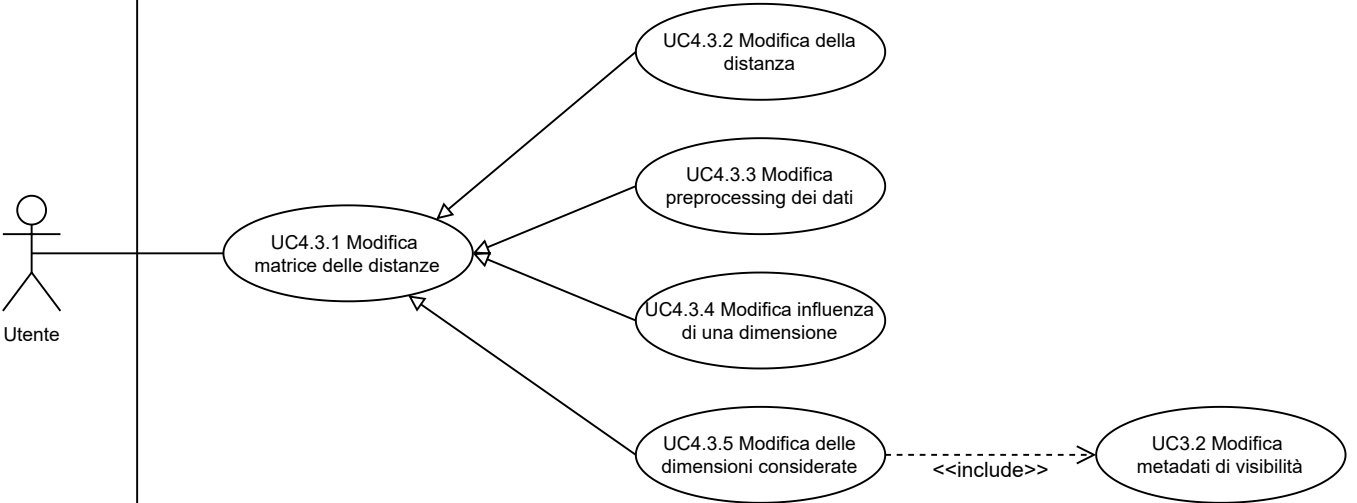 UC4.3.2 Modifica della
distanza
UC4.3.3 Modifica
preprocessing dei dati
UC4.3.1 Modifica
matrice delle distanze
UC4.3.4 Modifica influenza
di una dimensione
Utente
UC4.3.5 Modifica delle
dimensioni considerate
<<include>>
UC3.2 Modifica
metadati di visibilità